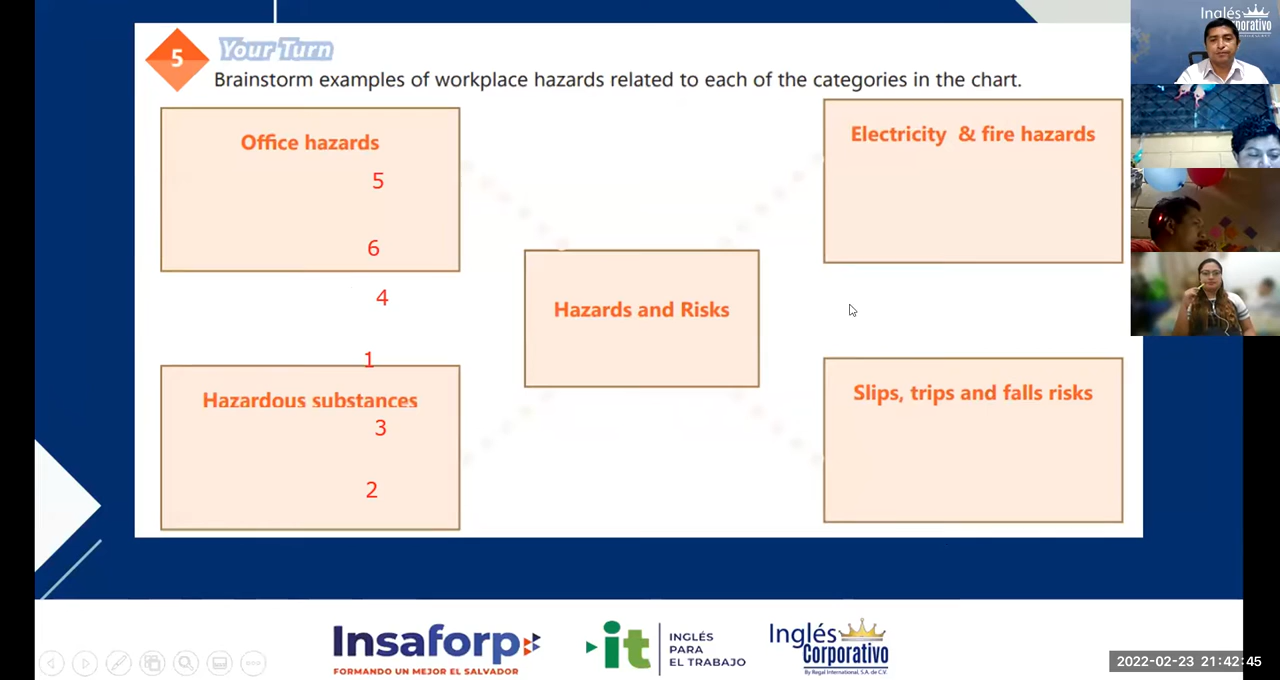 5
Your Turn
Brainstorm examples of workplace hazards related to each of the categories in the chart.
Office hazards
5
6
4
1
Hazardous substances
3
2
Hazards and Risks
Electricity & fire hazards
Slips, trips and falls risks
Inglés
Corporativo
Insaforp
FORMANDO UN MEJOR EL SALVADOR
it
INGLÉS
PARA
EL TRABAJO
Inglés
Corporativo
By Regal International, S.A. de C.V.
2022-02-23 21:42:45